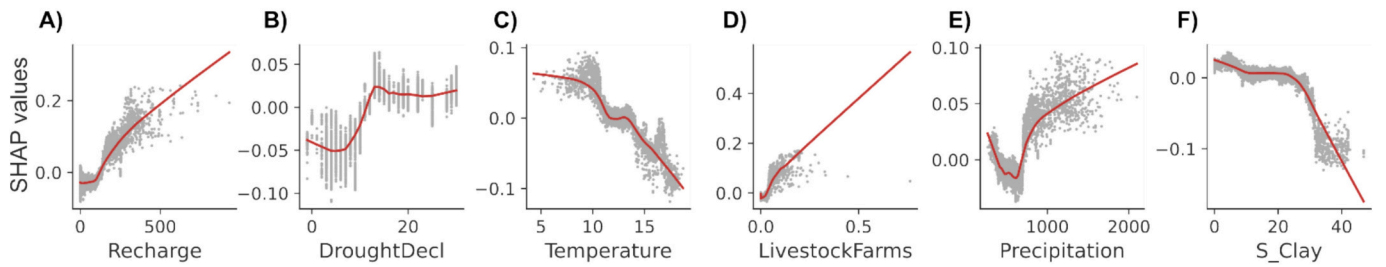 A) B) C) D) E) F)
SHAP values
0.2
0.0
0 500
Recharge
0.05
0.00
−0.05
−0.10
0 20
DroughtDecl
0.1
0.0
−0.1
5 10 15
Temperature
0.4
0.2
0.0
0.0 0.5
LivestockFarms
0.10
0.05
0.00
1000 2000
Precipitation
0.0
−0.1
0 20 40
S_Clay